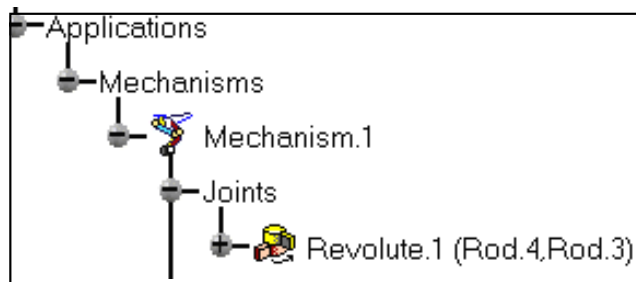 Applications
Mechanisms
Mechanism.1
Joints
Revolute.1 (Rod.4,Rod.3)